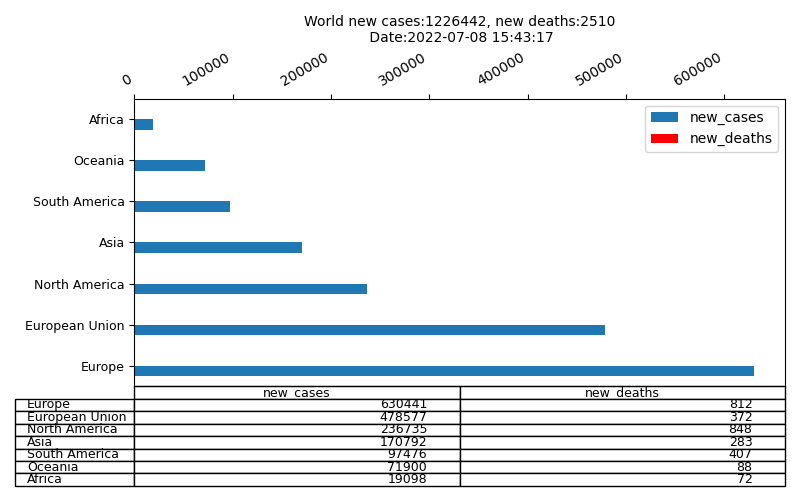 World new cases:1226442, new deaths:2510
Date:2022-07-08 15:43:17
0 100000 200000 300000 400000 500000 600000
new_cases
new_deaths
Africa
Oceania
South America
Asia
North America
European Union
Europe
new_cases new_deaths
Europe 630441 812
European Union 478577 372
North America 236735 848
Asia 170792 283
South America 97476 407
Oceania 71900 88
Africa 19098 72